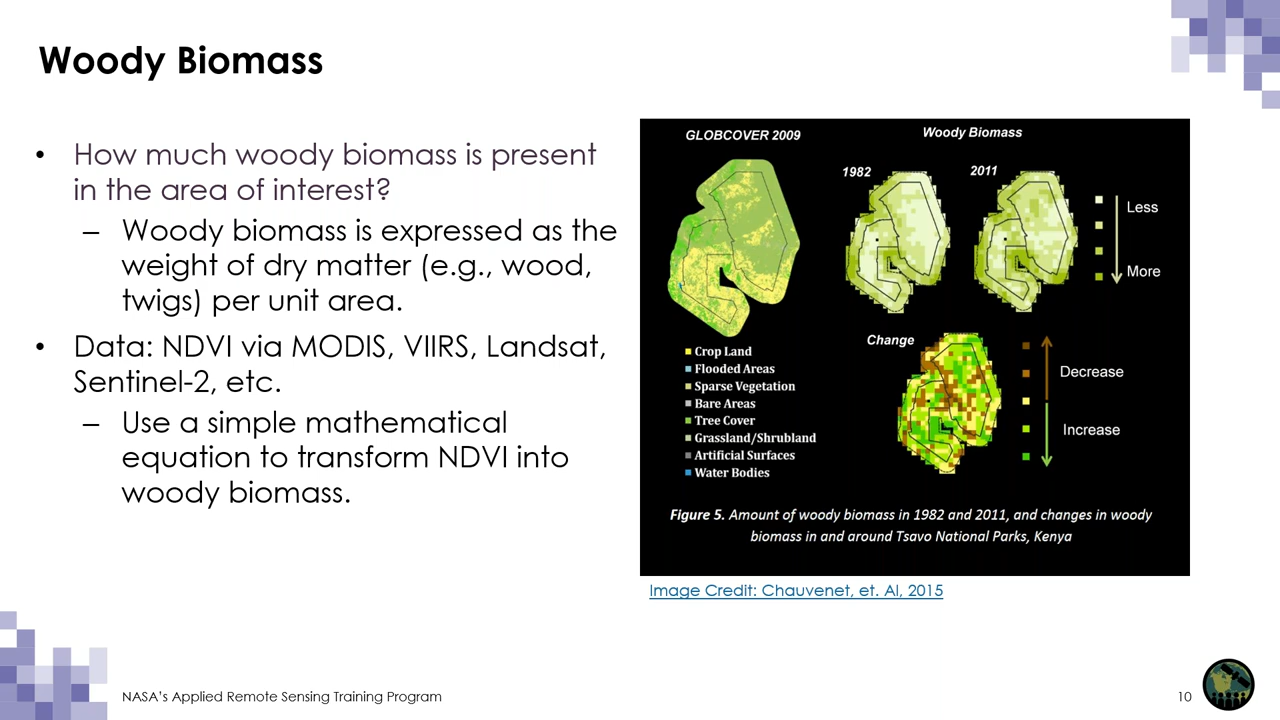 Woody Biomass
• How much woody biomass is present
in the area of interest?
– Woody biomass is expressed as the
weight of dry matter (e.g., wood,
twigs) per unit area.
• Data: NDVI via MODIS, VIIRS, Landsat,
Sentinel-2, etc.
– Use a simple mathematical
equation to transform NDVI into
woody biomass.
GLOBCOVER 2009
Woody Biomass
1982
2011
Less
More
Change
Decrease
Increase
Crop Land
Flooded Areas
Sparse Vegetation
Bare Areas
Tree Cover
Grassland/Shrubland
Artificial Surfaces
Water Bodies
Figure 5. Amount of woody biomass in 1982 and 2011, and changes in woody
biomass in and around Tsavo National Parks, Kenya
Image Credit: Chauvenet, et. Al, 2015
NASA's Applied Remote Sensing Training Program
10